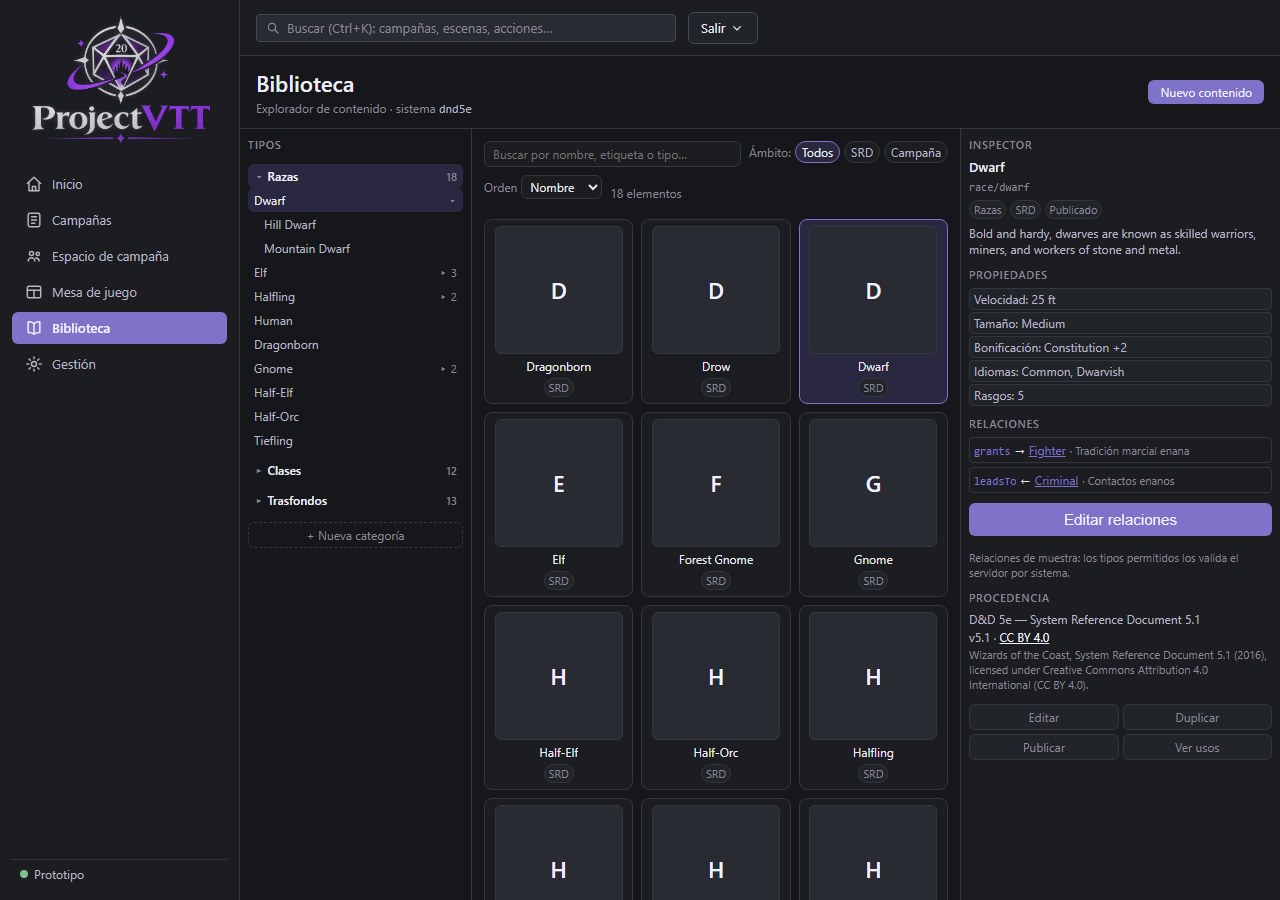 20
ProjectVTT
Inicio
Campañas
Espacio de campaña
Mesa de juego
Biblioteca
Gestión
Prototipo
Buscar (Ctrl+K): campañas, escenas, acciones...
Salir
Biblioteca
Explorador de contenido · sistema dnd5e
Nuevo contenido
TIPOS
Razas 18
Dwarf
Hill Dwarf
Mountain Dwarf
Elf 3
Halfling 2
Human
Dragonborn
Gnome 2
Half-Elf
Half-Orc
Tiefling
Clases 12
Trasfondos 13
+ Nueva categoría
Buscar por nombre, etiqueta o tipo...
Ámbito: Todos SRD Campaña
Orden Nombre 18 elementos
D D D
Dragonborn Drow Dwarf
SRD SRD SRD
E F G
Elf Forest Gnome Gnome
SRD SRD SRD
H H H
Half-Elf Half-Orc Halfling
SRD SRD SRD
H H H
INSPECTOR
Dwarf
race/dwarf
Razas SRD Publicado
Bold and hardy, dwarves are known as skilled warriors,
miners, and workers of stone and metal.
PROPIEDADES
Velocidad: 25 ft
Tamaño: Medium
Bonificación: Constitution +2
Idiomas: Common, Dwarvish
Rasgos: 5
RELACIONES
grants → Fighter · Tradición marcial enana
leadsTo ← Criminal · Contactos enanos
Editar relaciones
Relaciones de muestra: los tipos permitidos los valida el
servidor por sistema.
PROCEDENCIA
D&D 5e — System Reference Document 5.1
v5.1 · CC BY 4.0
Wizards of the Coast, System Reference Document 5.1 (2016),
licensed under Creative Commons Attribution 4.0
International (CC BY 4.0).
Editar Duplicar
Publicar Ver usos